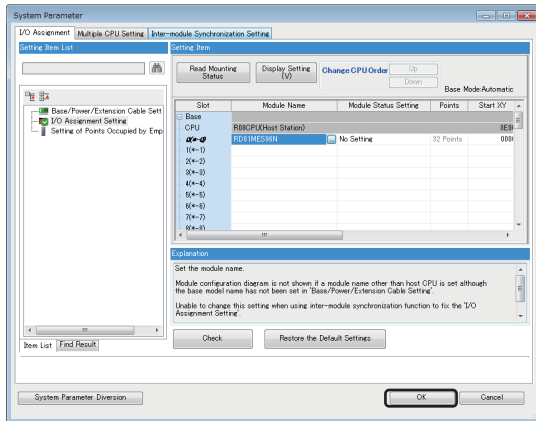 System Parameter
I/O Assignment Multiple CPU Setting Inter-module Synchronization Setting
Setting Item List
Setting Item
Read Mounting Status
Display Setting (V)
Change CPU Order
Up
Down
Base Mode:Automatic
Base/Power/Extension Cable Sett
I/O Assignment Setting
Setting of Points Occupied by Emp
Slot Module Name Module Status Setting Points Start XY
Base
CPU R08CPU(Host Station) 3E0
0(*-0) RD81MES96N ... No Setting 32 Points 000
1(*-1)
2(*-2)
3(*-3)
4(*-4)
5(*-5)
6(*-6)
7(*-7)
8(*-8)
Explanation
Set the module name.
Module configuration diagram is not shown if a module name other than host CPU is set although
the base model name has not been set in 'Base/Power/Extension Cable Setting'.
Unable to change this setting when using inter-module synchronization function to fix the 'I/O
Assignment Setting'.
Item List Find Result
Check
Restore the Default Settings
System Parameter Diversion
OK
Cancel